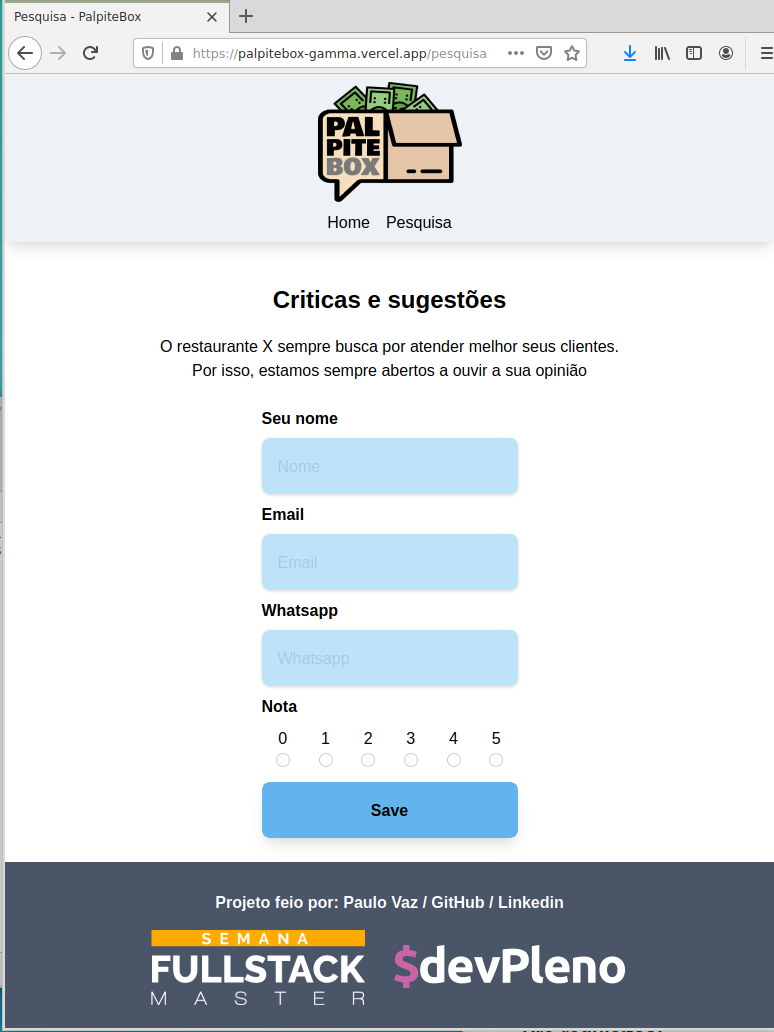 Pesquisa - PalpiteBox
https://palpitebox-gamma.vercel.app/pesquisa
PAL
PITE
BOX
Home Pesquisa
Criticas e sugestões
O restaurante X sempre busca por atender melhor seus clientes.
Por isso, estamos sempre abertos a ouvir a sua opinião
Seu nome
Nome
Email
Email
Whatsapp
Whatsapp
Nota
0 1 2 3 4 5
Save
Projeto feio por: Paulo Vaz / GitHub / Linkedin
SEMANA
FULLSTACK
MASTER
$devPleno